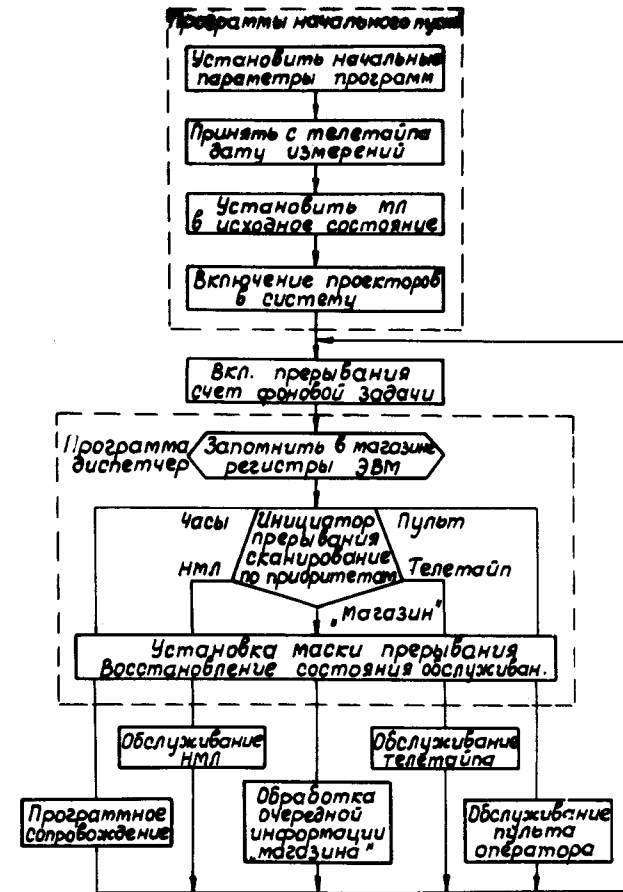 Программы начального пуска
Установить начальные
параметры программ
Принять с телетайпа
дату измерений
Установить мл
в исходное состояние
Включение проекторов
в систему
Вкл. прерывания
счет фоновой задачи
Программа
диспетчер
Запомнить в магазине
регистры ЭВМ
Часы
Инициатор
прерывания
сканирование
по приоритетам
Пульт
НМЛ
Телетайп
„Магазин"
Установка маски прерывания
Восстановление состояния обслуживан.
Обслуживание
НМЛ
Обслуживание
телетайпа
Программное
сопровождение
Обработка
очередной
информации
„магазина"
Обслуживание
пульта
оператора